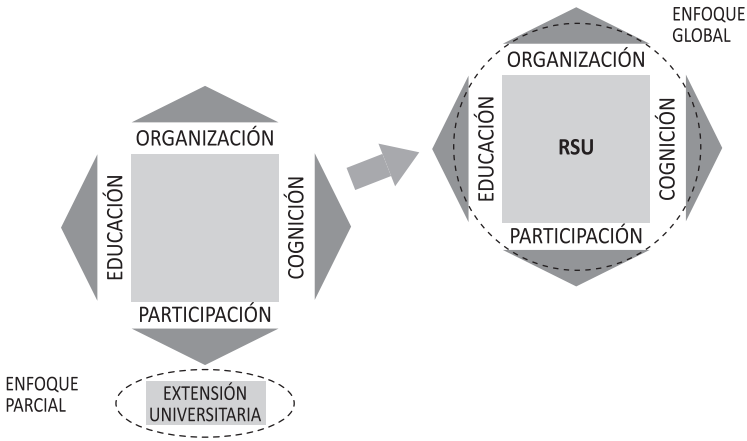 ENFOQUE
GLOBAL
ORGANIZACIÓN
EDUCACIÓN
RSU
COGNICIÓN
PARTICIPACIÓN
ORGANIZACIÓN
EDUCACIÓN
COGNICIÓN
PARTICIPACIÓN
ENFOQUE
PARCIAL
EXTENSIÓN
UNIVERSITARIA